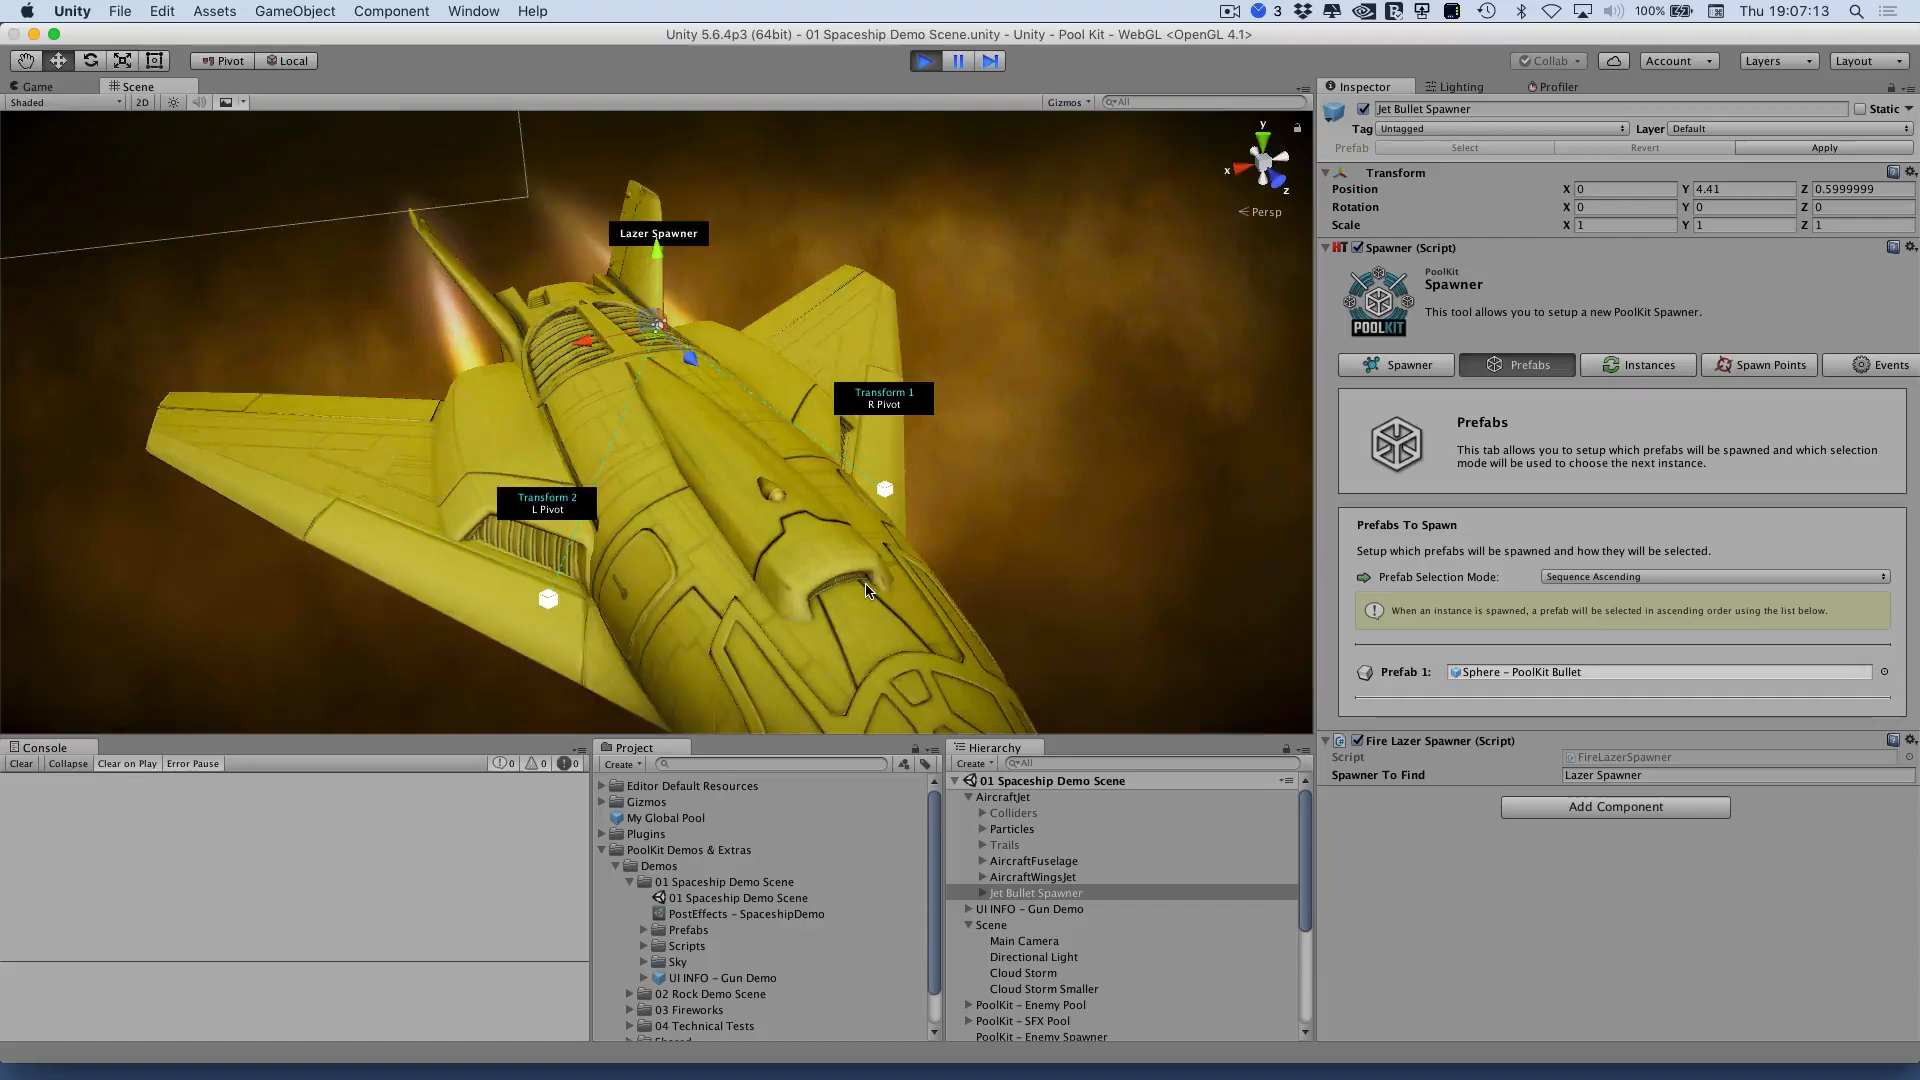 Unity File Edit Assets GameObject Component Window Help
3 100% Thu 19:07:13
Unity 5.6.4p3 (64bit) - 01 Spaceship Demo Scene.unity - Unity - Pool Kit - WebGL <OpenGL 4.1>
Pivot Local Collab Account Layers Layout
Game Scene
Shaded 2D Gizmos All
y
x
z
Persp
Lazer Spawner
Transform 1
R Pivot
Transform 2
L Pivot
Inspector Lighting Profiler
Jet Bullet Spawner Static
Tag Untagged Layer Default
Prefab Select Revert Apply
Transform
Position X 0 Y 4.41 Z 0.5999999
Rotation X 0 Y 0 Z 0
Scale X 1 Y 1 Z 1
HT Spawner (Script)
POOLKIT
PoolKit
Spawner
This tool allows you to setup a new PoolKit Spawner.
Spawner Prefabs Instances Spawn Points Events
Prefabs
This tab allows you to setup which prefabs will be spawned and which selection
mode will be used to choose the next instance.
Prefabs To Spawn
Setup which prefabs will be spawned and how they will be selected.
Prefab Selection Mode: Sequence Ascending
When an instance is spawned, a prefab will be selected in ascending order using the list below.
Prefab 1: Sphere - PoolKit Bullet
Fire Lazer Spawner (Script)
Script FireLazerSpawner
Spawner To Find Lazer Spawner
Add Component
Console
Clear Collapse Clear on Play Error Pause 0 0 0
Project
Create
Editor Default Resources
Gizmos
My Global Pool
Plugins
PoolKit Demos & Extras
Demos
01 Spaceship Demo Scene
01 Spaceship Demo Scene
PostEffects - SpaceshipDemo
Prefabs
Scripts
Sky
UI INFO - Gun Demo
02 Rock Demo Scene
03 Fireworks
04 Technical Tests
Shared
Hierarchy
Create All
01 Spaceship Demo Scene
AircraftJet
Colliders
Particles
Trails
AircraftFuselage
AircraftWingsJet
Jet Bullet Spawner
UI INFO - Gun Demo
Scene
Main Camera
Directional Light
Cloud Storm
Cloud Storm Smaller
PoolKit - Enemy Pool
PoolKit - SFX Pool
PoolKit - Enemy Spawner